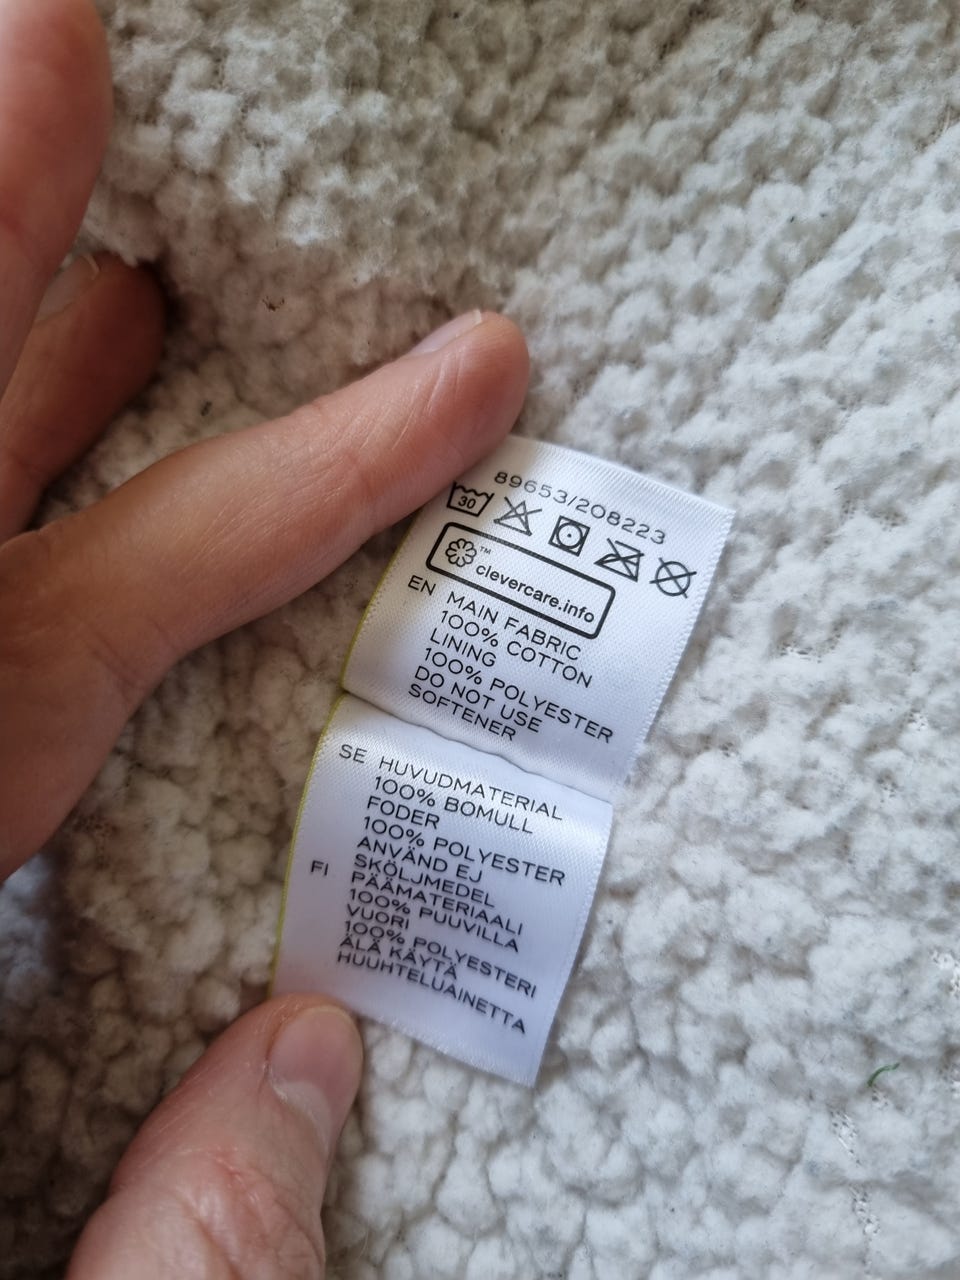 89653/208223
30
™
clevercare.info
EN MAIN FABRIC
100% COTTON
LINING
100% POLYESTER
DO NOT USE
SOFTENER
SE HUVUDMATERIAL
100% BOMULL
FODER
100% POLYESTER
ANVÄND EJ
SKÖLJMEDEL
FI PÄÄMATERIAALI
100% PUUVILLA
VUORI
100% POLYESTERI
ÄLÄ KÄYTÄ
HUUHTELUAINETTA